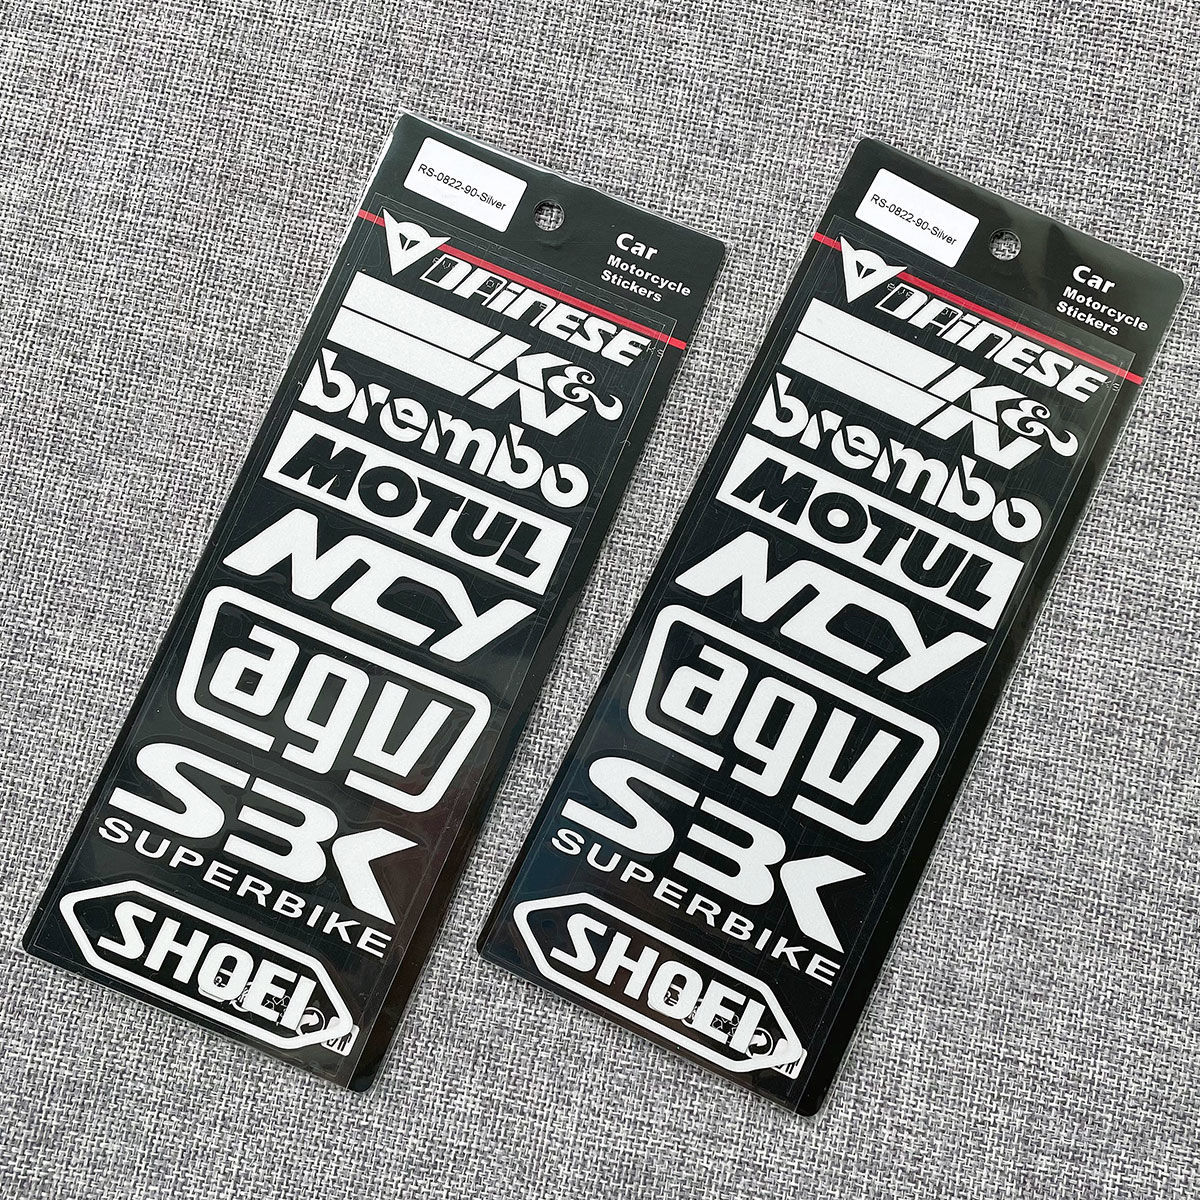 RS-0822-90-Silver
Car
Motorcycle
Stickers
DAINESE
K&N
brembo
MOTUL
NCY
agv
SBK
SUPERBIKE
SHOEI
RS-0822-90-Silver
Car
Motorcycle
Stickers
DAINESE
K&N
brembo
MOTUL
NCY
agv
SBK
SUPERBIKE
SHOEI